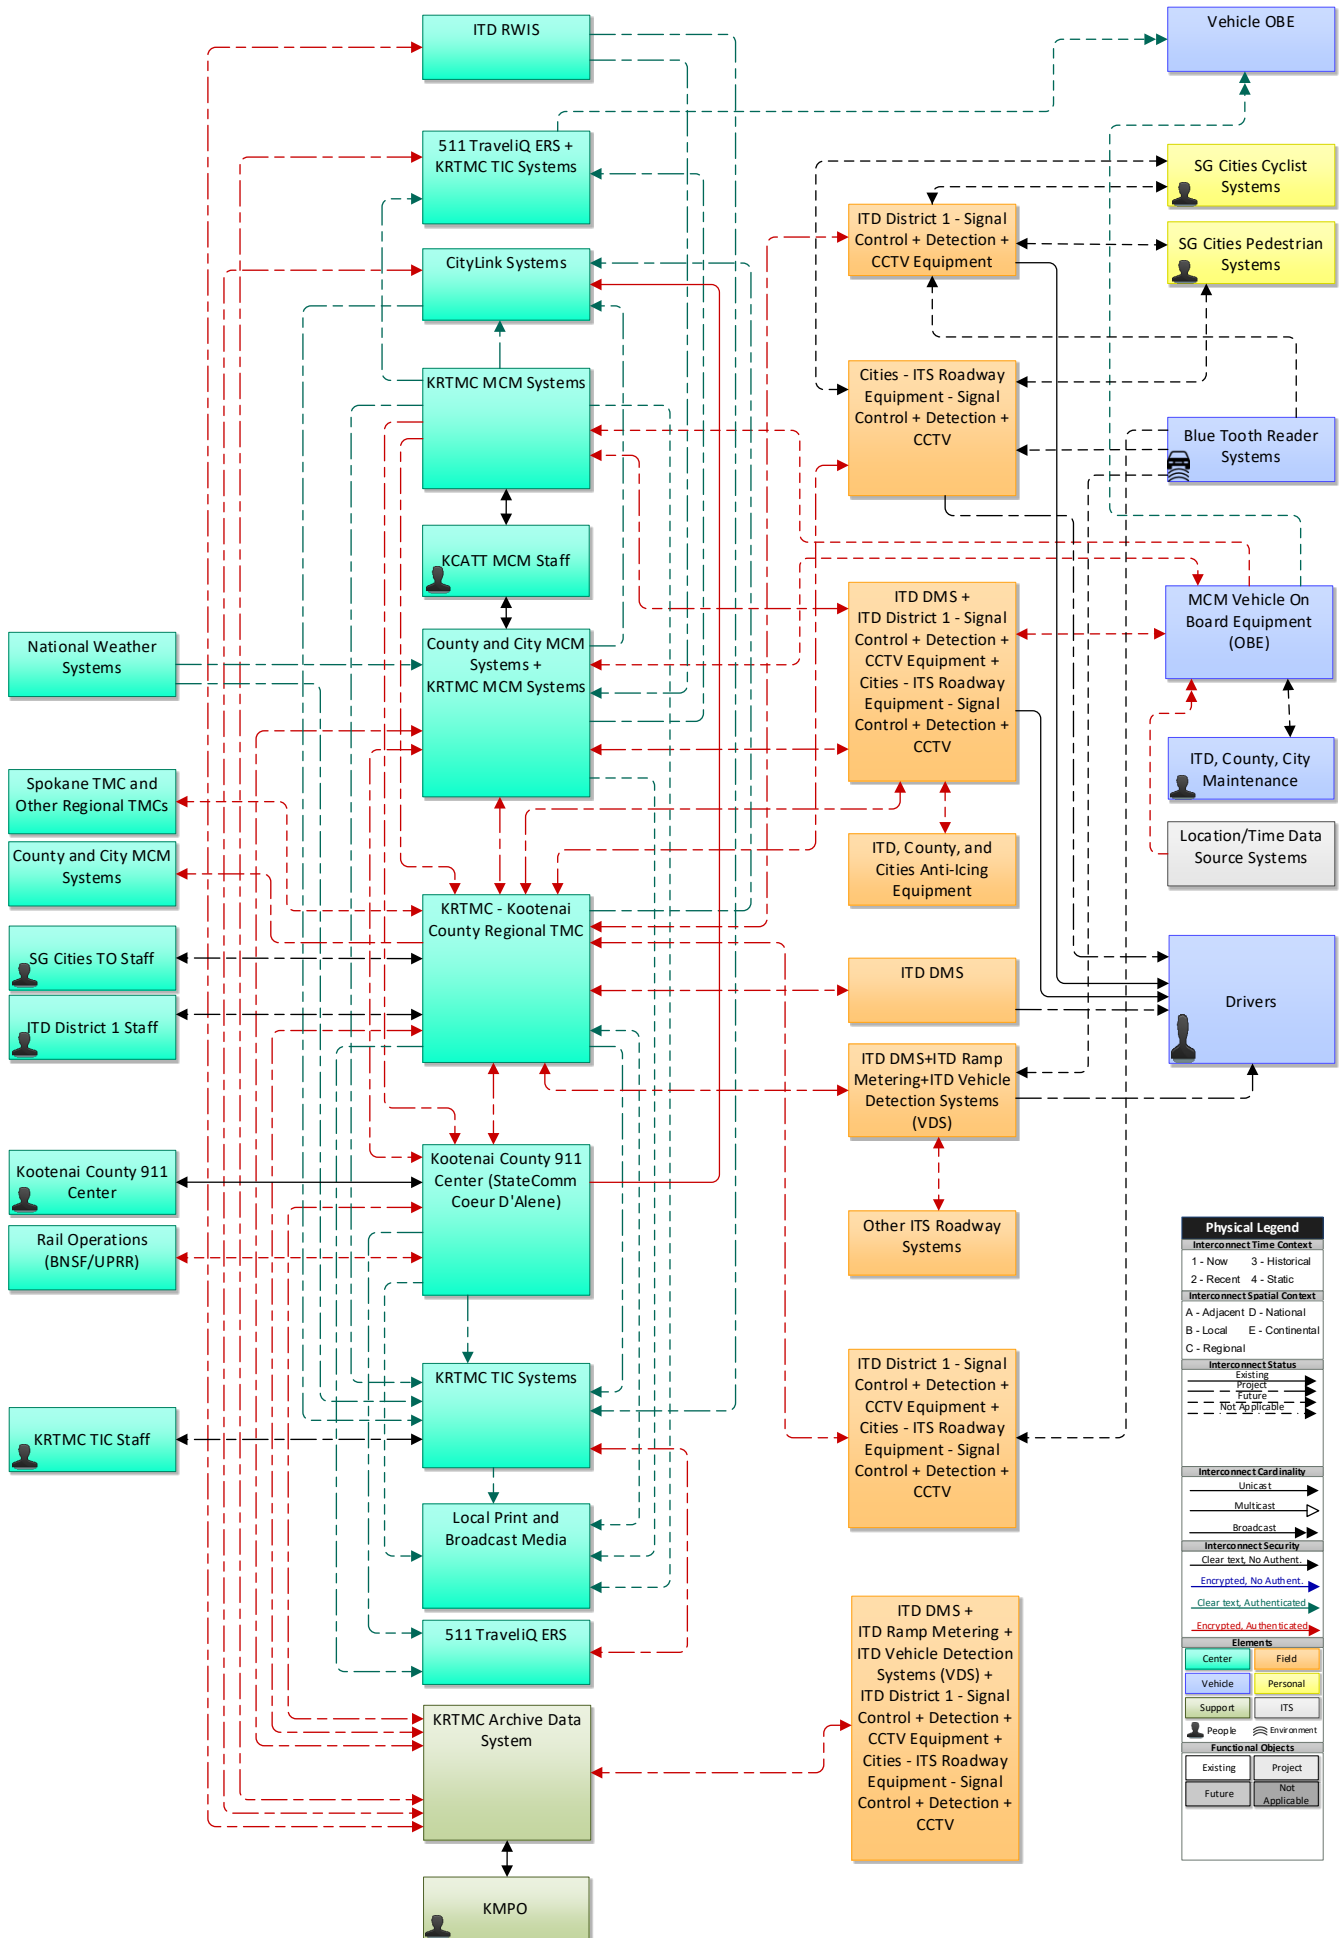 ITD RWIS
Vehicle OBE
511 TraveliQ ERS +
KRTMC TIC Systems
SG Cities Cyclist
Systems
ITD District 1 - Signal
Control + Detection +
CCTV Equipment
SG Cities Pedestrian
Systems
CityLink Systems
KRTMC MCM Systems
Cities - ITS Roadway
Equipment - Signal
Control + Detection +
CCTV
Blue Tooth Reader
Systems
KCATT MCM Staff
ITD DMS +
ITD District 1 - Signal
Control + Detection +
CCTV Equipment +
Cities - ITS Roadway
Equipment - Signal
Control + Detection +
CCTV
MCM Vehicle On
Board Equipment
(OBE)
National Weather
Systems
County and City MCM
Systems +
KRTMC MCM Systems
ITD, County, City
Maintenance
Spokane TMC and
Other Regional TMCs
County and City MCM
Systems
ITD, County, and
Cities Anti-Icing
Equipment
Location/Time Data
Source Systems
KRTMC - Kootenai
County Regional TMC
SG Cities TO Staff
ITD District 1 Staff
ITD DMS
Drivers
ITD DMS+ITD Ramp
Metering+ITD Vehicle
Detection Systems
(VDS)
Kootenai County 911
Center
Kootenai County 911
Center (StateComm
Coeur D'Alene)
Rail Operations
(BNSF/UPRR)
Other ITS Roadway
Systems
KRTMC TIC Systems
KRTMC TIC Staff
ITD District 1 - Signal
Control + Detection +
CCTV Equipment +
Cities - ITS Roadway
Equipment - Signal
Control + Detection +
CCTV
Local Print and
Broadcast Media
511 TraveliQ ERS
KRTMC Archive Data
System
ITD DMS +
ITD Ramp Metering +
ITD Vehicle Detection
Systems (VDS) +
ITD District 1 - Signal
Control + Detection +
CCTV Equipment +
Cities - ITS Roadway
Equipment - Signal
Control + Detection +
CCTV
KMPO
Physical Legend
Interconnect Time Context
1 - Now 3 - Historical
2 - Recent 4 - Static
Interconnect Spatial Context
A - Adjacent D - National
B - Local E - Continental
C - Regional
Interconnect Status
Existing
Project
Future
Not Applicable
Interconnect Cardinality
Unicast
Multicast
Broadcast
Interconnect Security
Clear text, No Authent.
Encrypted, No Authent.
Clear text, Authenticated
Encrypted, Authenticated
Elements
Center Field
Vehicle Personal
Support ITS
People Environment
Functional Objects
Existing Project
Future Not
Applicable